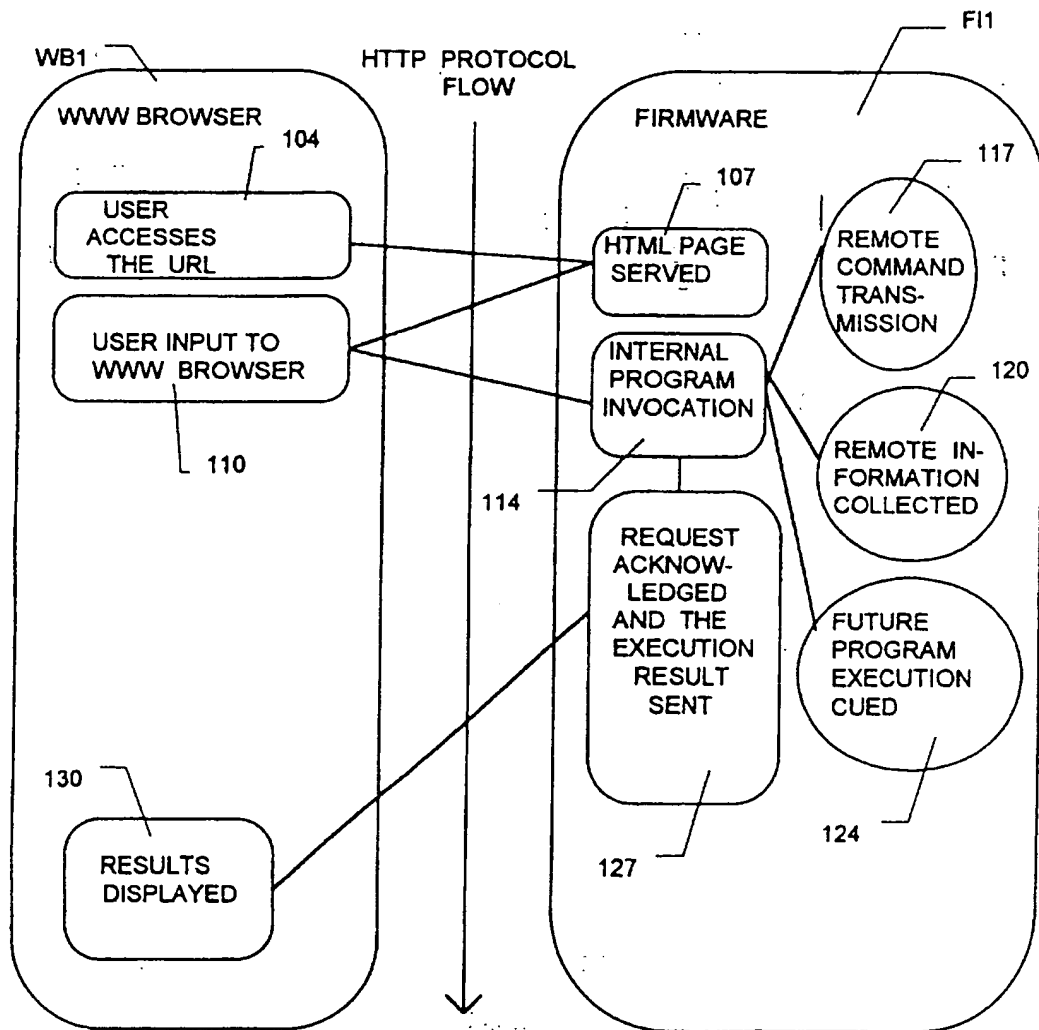 WB1
HTTP PROTOCOL
FLOW
FI1
WWW BROWSER
FIRMWARE
104
USER
ACCESSES
THE URL
107
HTML PAGE
SERVED
117
REMOTE
COMMAND
TRANS-
MISSION
USER INPUT TO
WWW BROWSER
110
INTERNAL
PROGRAM
INVOCATION
114
120
REMOTE IN-
FORMATION
COLLECTED
REQUEST
ACKNOW-
LEDGED
AND THE
EXECUTION
RESULT
SENT
127
FUTURE
PROGRAM
EXECUTION
CUED
124
130
RESULTS
DISPLAYED